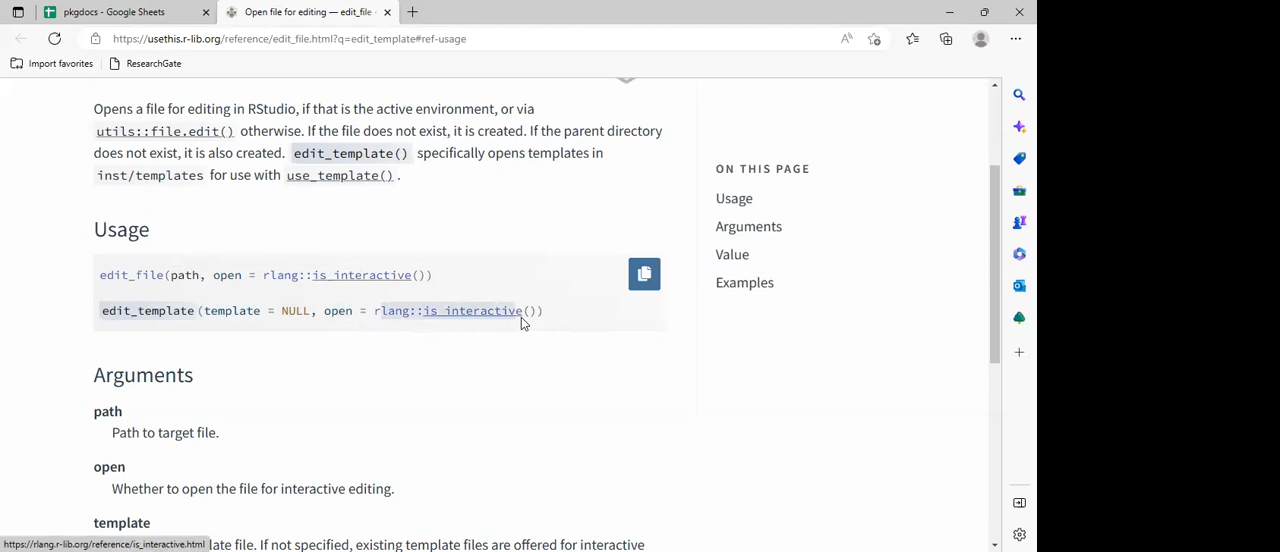 pkgdocs - Google Sheets
Open file for editing — edit_file
https://usethis.r-lib.org/reference/edit_file.html?q=edit_template#ref-usage
Import favorites
ResearchGate
Opens a file for editing in RStudio, if that is the active environment, or via
utils::file.edit() otherwise. If the file does not exist, it is created. If the parent directory
does not exist, it is also created. edit_template() specifically opens templates in
inst/templates for use with use_template() .
ON THIS PAGE
Usage
Arguments
Value
Examples
Usage
edit_file(path, open = rlang::is_interactive())
edit_template(template = NULL, open = rlang::is_interactive())
Arguments
path
Path to target file.
open
Whether to open the file for interactive editing.
template
plate file. If not specified, existing template files are offered for interactive
https://rlang.r-lib.org/reference/is_interactive.html